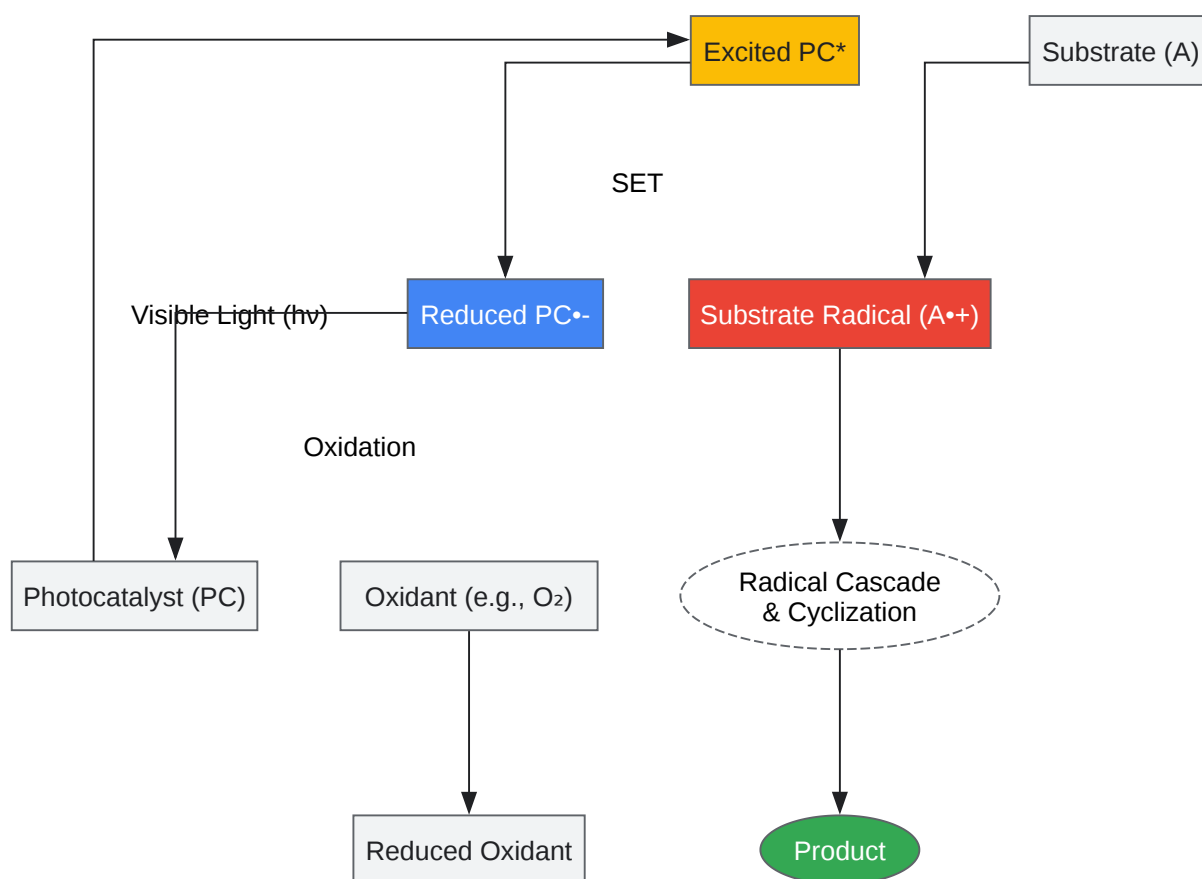 Excited PC*
Substrate (A)
SET
Visible Light (hν)
Reduced PC•-
Substrate Radical (A•+)
Oxidation
Photocatalyst (PC)
Oxidant (e.g., O₂)
Radical Cascade
& Cyclization
Reduced Oxidant
Product